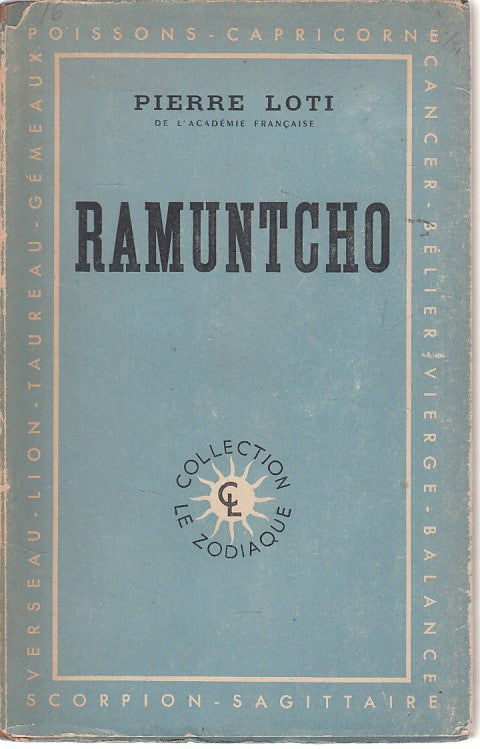 POISSONS - CAPRICORNE
CANCER - BÉLIER - VIERGE - BALANCE
VERSEAU - LION - TAUREAU - GÉMEAUX
SCORPION - SAGITTAIRE
PIERRE LOTI
DE L'ACADÉMIE FRANÇAISE
RAMUNTCHO
COLLECTION
CL
LE ZODIAQUE